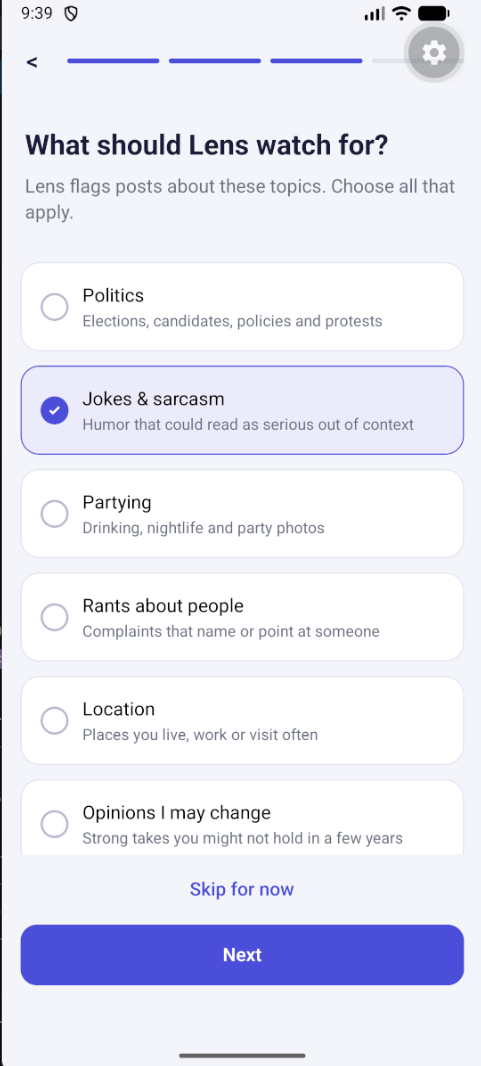 9:39
<
What should Lens watch for?
Lens flags posts about these topics. Choose all that
apply.
Politics
Elections, candidates, policies and protests
Jokes & sarcasm
Humor that could read as serious out of context
Partying
Drinking, nightlife and party photos
Rants about people
Complaints that name or point at someone
Location
Places you live, work or visit often
Opinions I may change
Strong takes you might not hold in a few years
Skip for now
Next